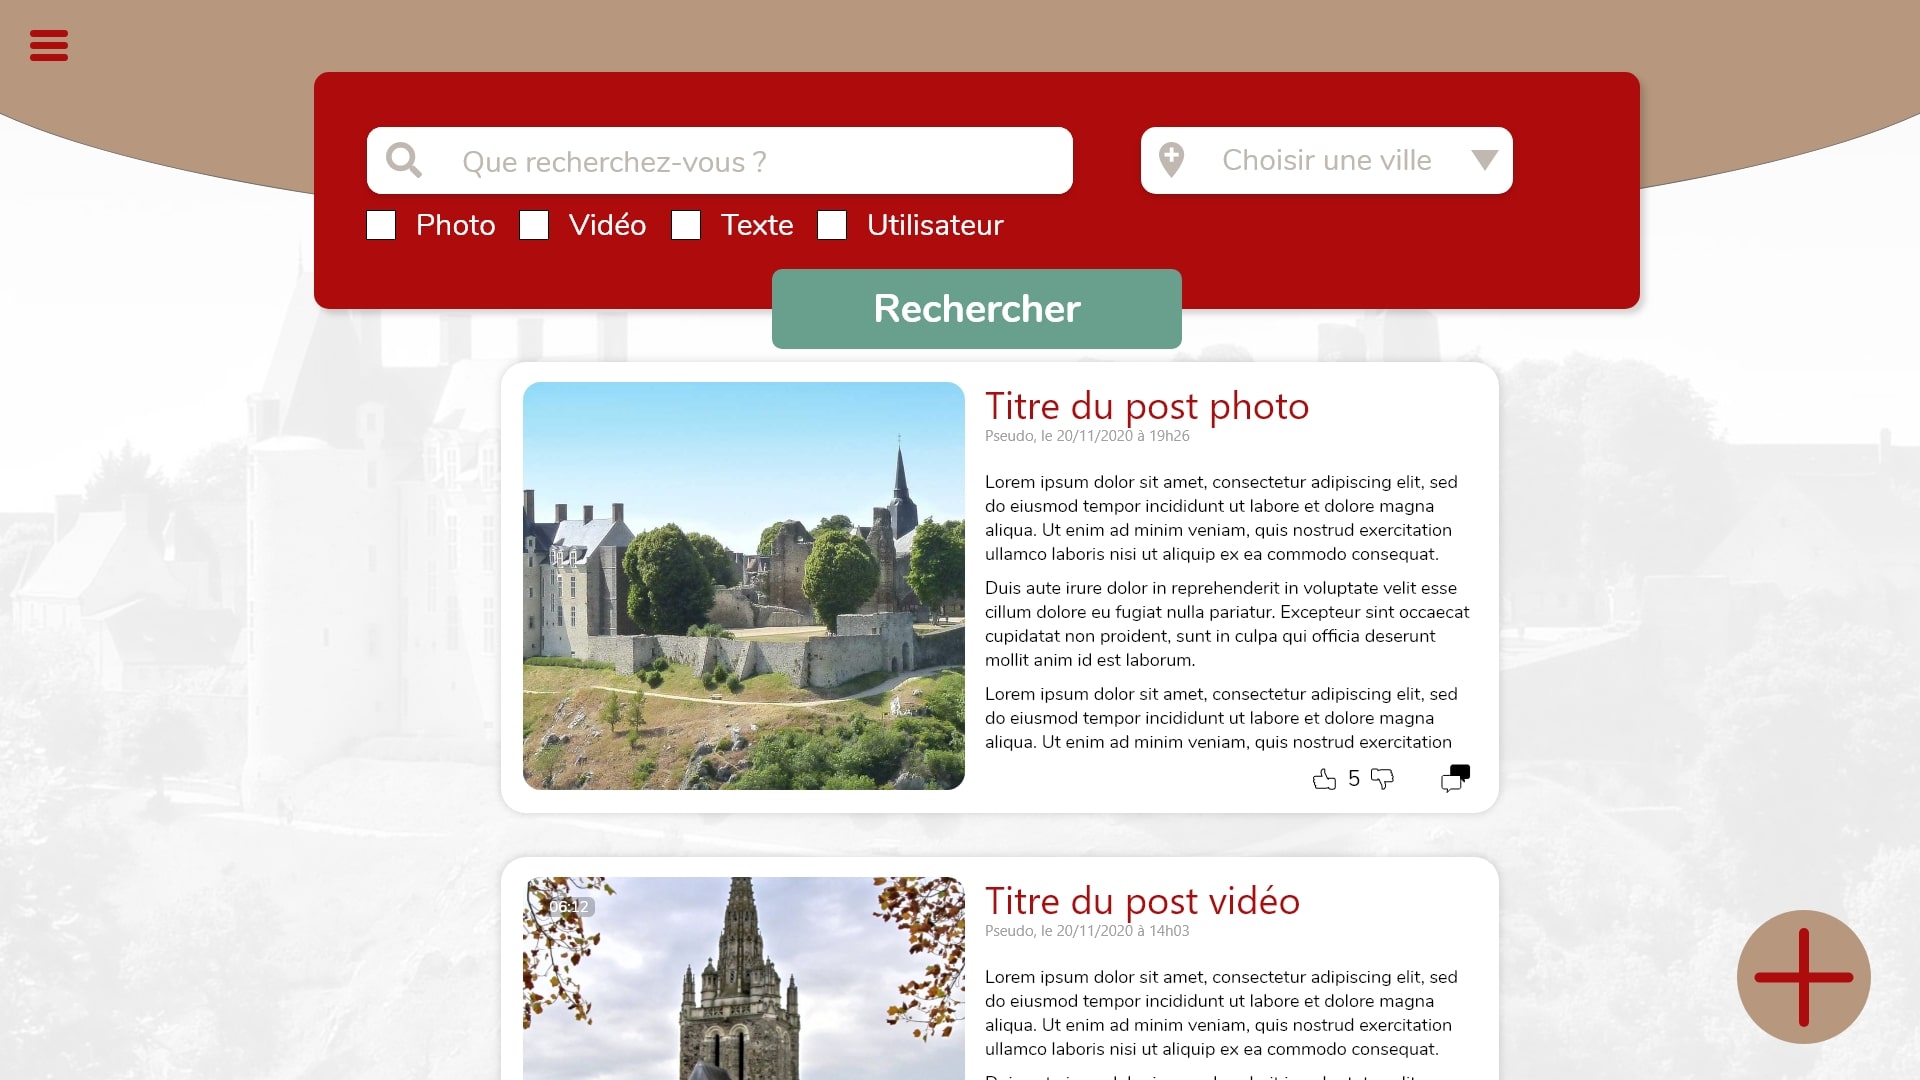 Que recherchez-vous ?
Choisir une ville
Photo Vidéo Texte Utilisateur
Rechercher
Titre du post photo
Pseudo, le 20/11/2020 à 19h26
Lorem ipsum dolor sit amet, consectetur adipiscing elit, sed
do eiusmod tempor incididunt ut labore et dolore magna
aliqua. Ut enim ad minim veniam, quis nostrud exercitation
ullamco laboris nisi ut aliquip ex ea commodo consequat.
Duis aute irure dolor in reprehenderit in voluptate velit esse
cillum dolore eu fugiat nulla pariatur. Excepteur sint occaecat
cupidatat non proident, sunt in culpa qui officia deserunt
mollit anim id est laborum.
Lorem ipsum dolor sit amet, consectetur adipiscing elit, sed
do eiusmod tempor incididunt ut labore et dolore magna
aliqua. Ut enim ad minim veniam, quis nostrud exercitation
5
06:12
Titre du post vidéo
Pseudo, le 20/11/2020 à 14h03
Lorem ipsum dolor sit amet, consectetur adipiscing elit, sed
do eiusmod tempor incididunt ut labore et dolore magna
aliqua. Ut enim ad minim veniam, quis nostrud exercitation
ullamco laboris nisi ut aliquip ex ea commodo consequat.